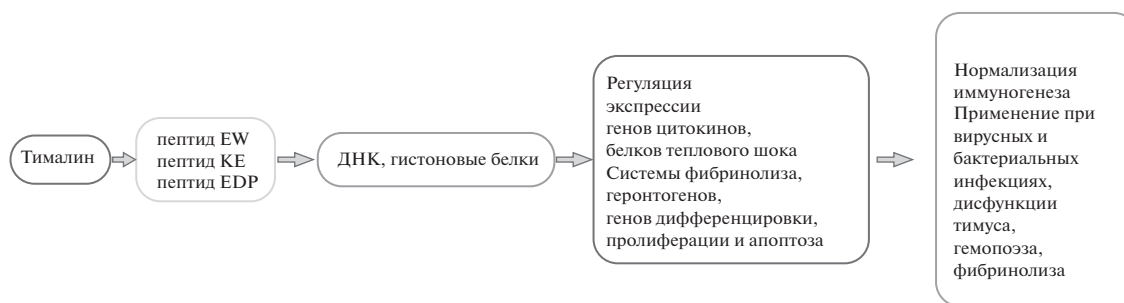 Тималин
пептид EW
пептид KE
пептид EDP
ДНК, гистоновые белки
Регуляция
экспрессии
генов цитокинов,
белков теплового шока
Системы фибринолиза,
геронтогенов,
генов дифференцировки,
пролиферации и апоптоза
Нормализация
иммуногенеза
Применение при
вирусных и
бактериальных
инфекциях,
дисфункции
тимуса,
гемопоэза,
фибринолиза